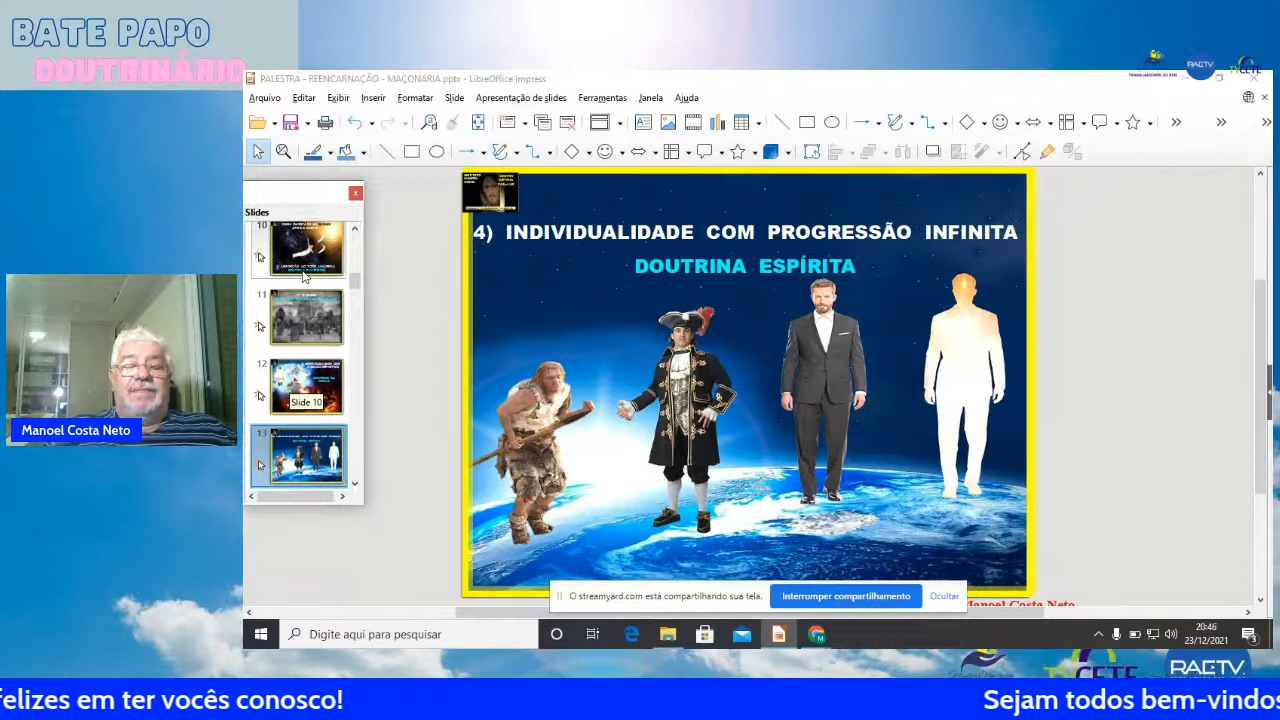 BATE PAPO
DOUTRINÁRIO
RAETV
PALESTRA - REENCARNAÇÃO - MAÇONARIA.pptx - LibreOffice Impress
Arquivo Editar Exibir Inserir Formatar Slide Apresentação de slides Ferramentas Janela Ajuda
Slides
10
11
12
Slide 10
13
4) INDIVIDUALIDADE COM PROGRESSÃO INFINITA
DOUTRINA ESPÍRITA
Manoel Costa Neto
O streamyard.com está compartilhando sua tela.
Interromper compartilhamento
Ocultar
Manoel Costa Neto
Digite aqui para pesquisar
20:46
23/12/2021
3
RAETV
felizes em ter vocês conosco!
Sejam todos bem-vindos